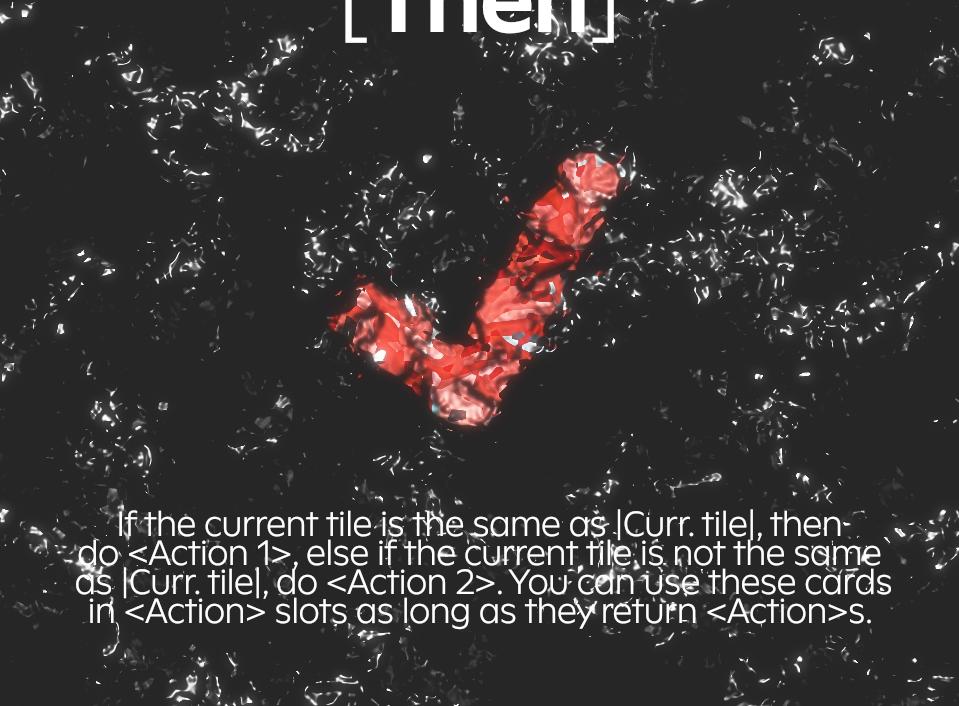 [Then]
If the current tile is the same as |Curr. tile|, then-
do <Action 1>, else if the current tile is not the same
as |Curr. tile|, do <Action 2>. You can use these cards
in <Action> slots as long as they return <Action>s.